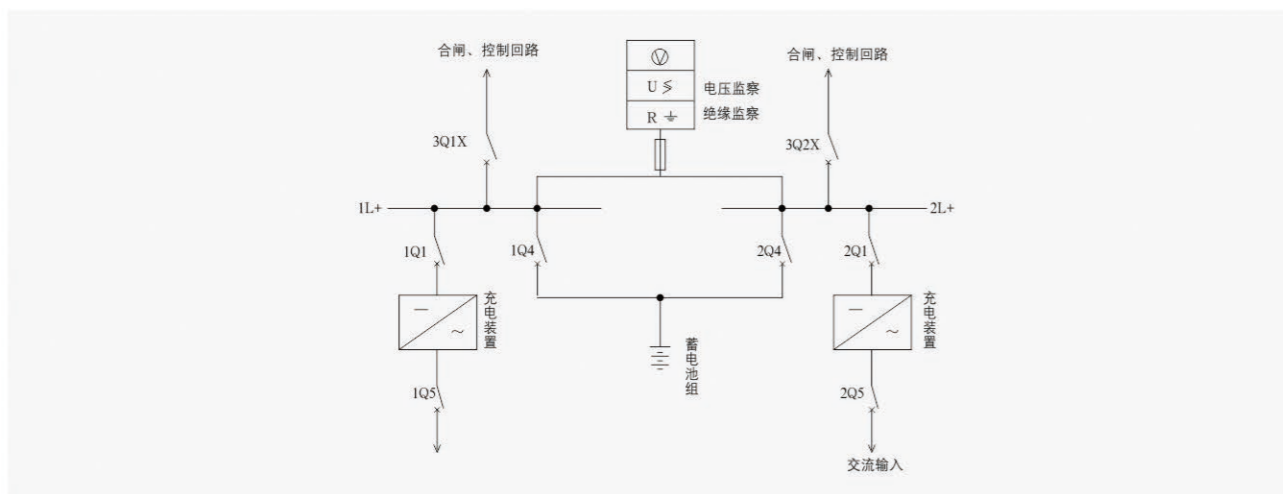 合闸、控制回路
合闸、控制回路
V
U
电压监察
R
绝缘监察
3Q1X
3Q2X
1L+
2L+
1Q1
1Q4
2Q4
2Q1
充电装置
充电装置
蓄电池组
1Q5
2Q5
交流输入